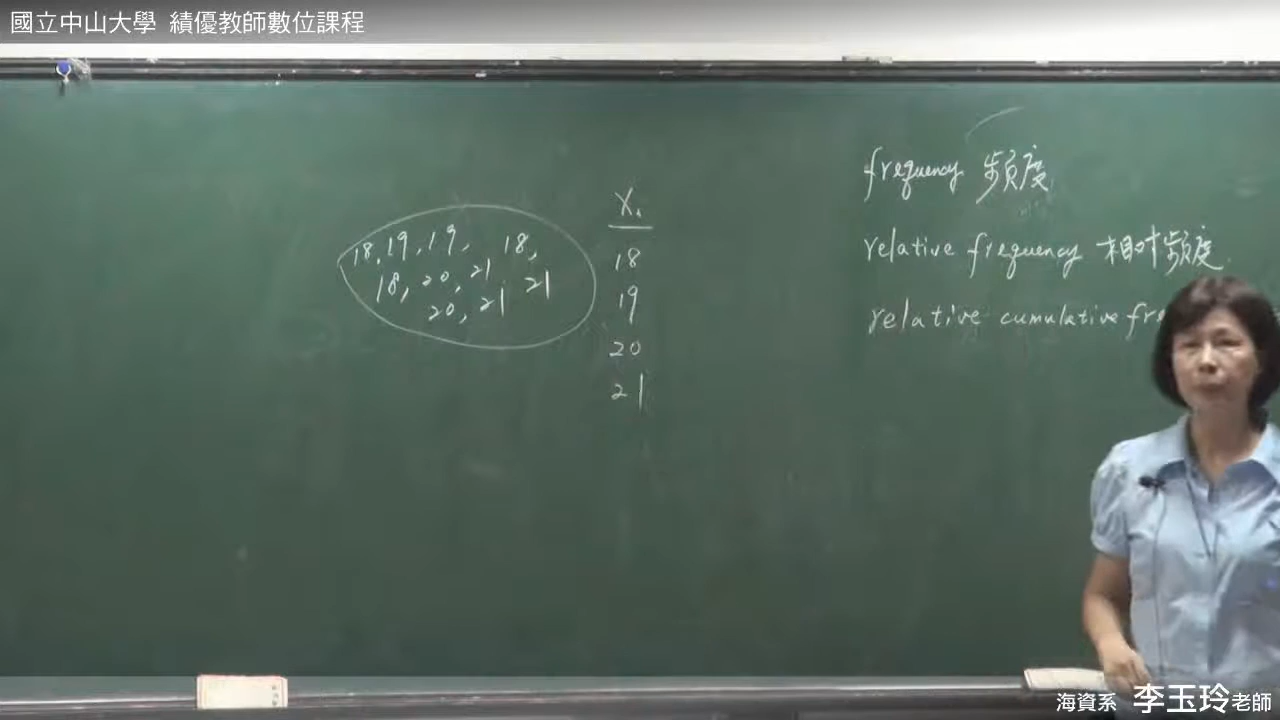 國立中山大學 績優教師數位課程
18, 19, 19, 18,
18, 20, 21 21
20, 21
Xi
18
19
20
21
frequency 頻度
relative frequency 相對頻度
relative cumulative fre
海資系 李玉玲老師